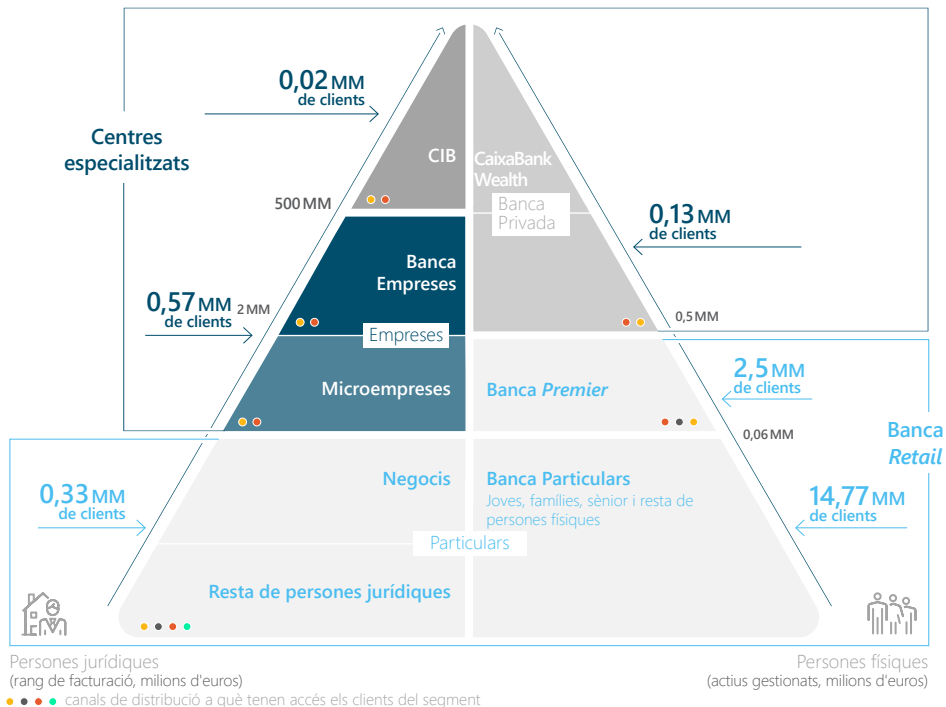 0,02 MM
de clients
Centres
especialitzats
CIB
CaixaBank
Wealth
500 MM
Banca
Privada
0,13 MM
de clients
Banca
Empreses
0,57 MM
de clients
2 MM
0,5 MM
Empreses
2,5 MM
de clients
Microempreses
Banca Premier
0,06 MM
Banca
Retail
Negocis
Banca Particulars
Joves, famílies, sènior i resta de
persones físiques
0,33 MM
de clients
14,77 MM
de clients
Particulars
Resta de persones jurídiques
Persones jurídiques
(rang de facturació, milions d'euros)
Persones físiques
(actius gestionats, milions d'euros)
canals de distribució a què tenen accés els clients del segment